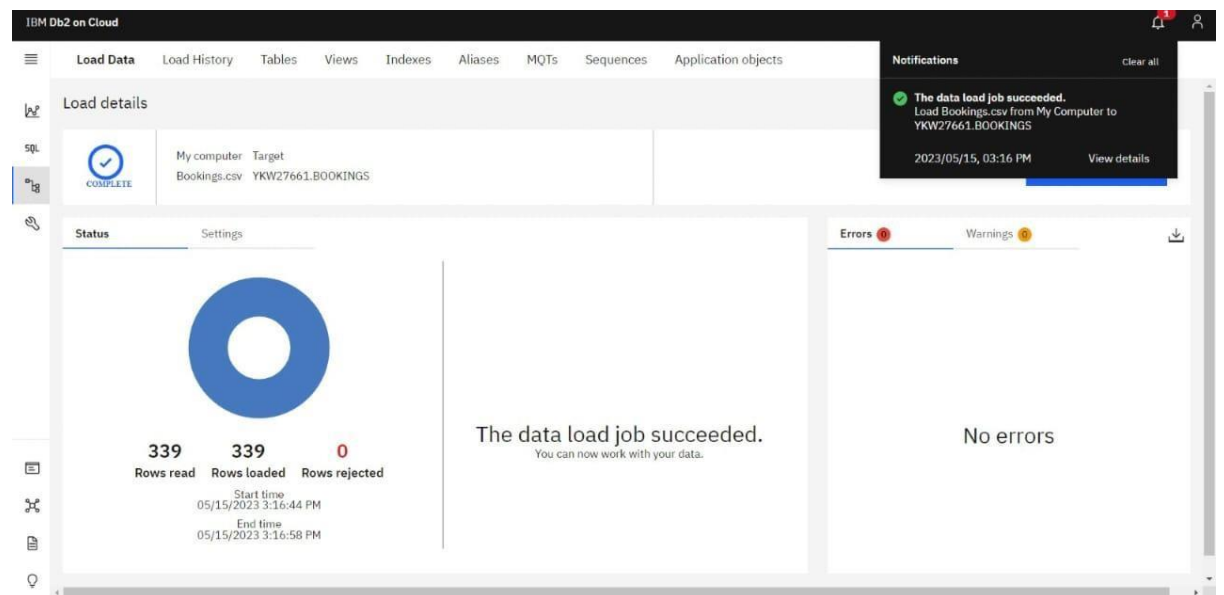 IBM Db2 on Cloud
1
Load Data Load History Tables Views Indexes Aliases MQTs Sequences Application objects
Notifications Clear all
The data load job succeeded.
Load Bookings.csv from My Computer to
YKW27661.BOOKINGS
2023/05/15, 03:16 PM View details
Load details
SQL
COMPLETE
My computer Target
Bookings.csv YKW27661.BOOKINGS
Status Settings
Errors 0 Warnings 0
339 339 0
Rows read Rows loaded Rows rejected
Start time
05/15/2023 3:16:44 PM
End time
05/15/2023 3:16:58 PM
The data load job succeeded.
You can now work with your data.
No errors